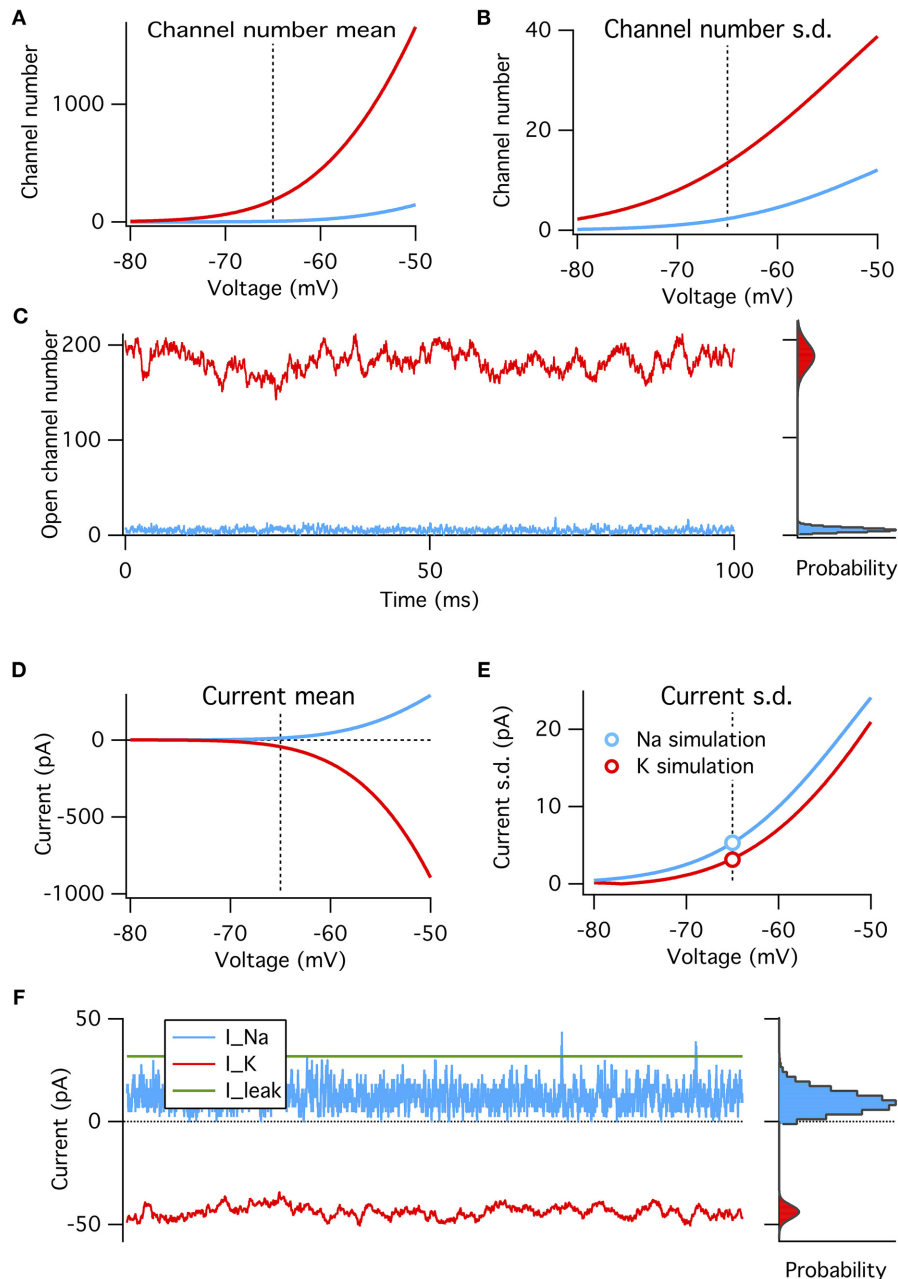 A
Channel number mean
Channel number
1000
0
-80 -70 -60 -50
Voltage (mV)
B
Channel number s.d.
Channel number
40
20
0
-80 -70 -60 -50
Voltage (mV)
C
Open channel number
200
100
0
0 50 100
Time (ms)
Probability
D
Current mean
Current (pA)
0
-500
-1000
-80 -70 -60 -50
Voltage (mV)
E
Current s.d.
Current s.d. (pA)
20
10
0
Na simulation
K simulation
-80 -70 -60 -50
Voltage (mV)
F
Current (pA)
50
0
-50
I_Na
I_K
I_leak
Probability